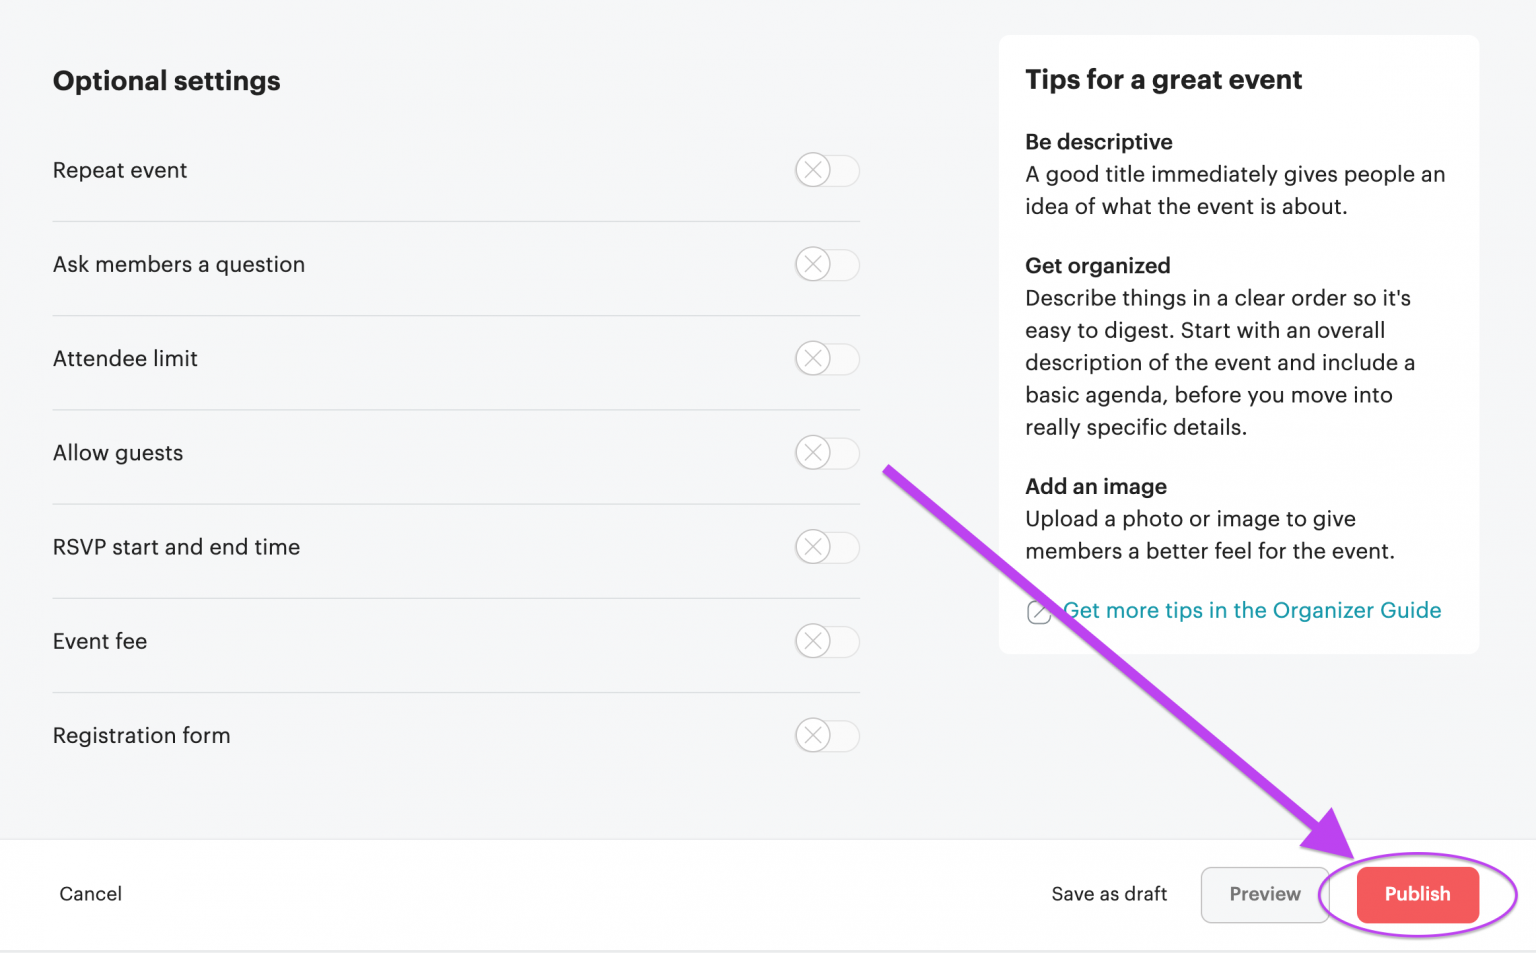 Optional settings
Repeat event
Ask members a question
Attendee limit
Allow guests
RSVP start and end time
Event fee
Registration form
Tips for a great event
Be descriptive
A good title immediately gives people an
idea of what the event is about.
Get organized
Describe things in a clear order so it's
easy to digest. Start with an overall
description of the event and include a
basic agenda, before you move into
really specific details.
Add an image
Upload a photo or image to give
members a better feel for the event.
Get more tips in the Organizer Guide
Cancel
Save as draft
Preview
Publish